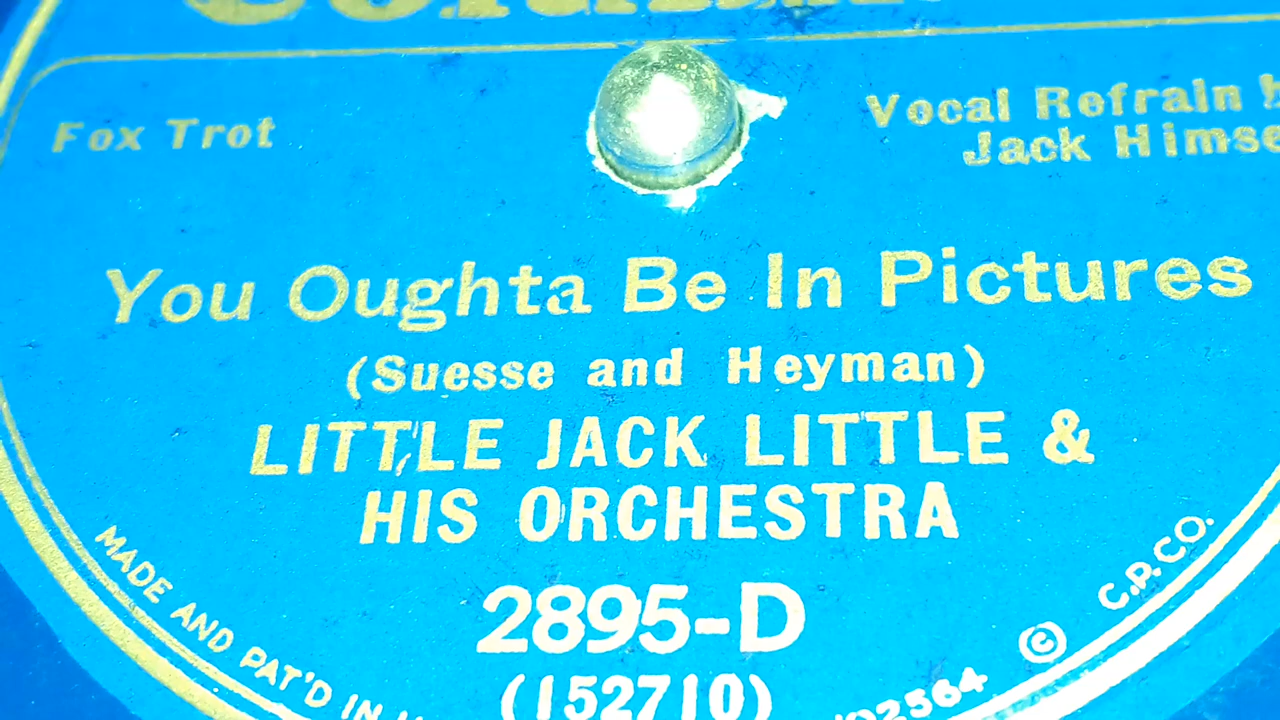 Fox Trot
Vocal Refrain
Jack
You Oughta Be In Pictures
(Suesse and Heyman)
LITTLE JACK LITTLE &
HIS ORCHESTRA
2895-D
(152710)
MADE AND PAT'D IN
© C.P.CO.